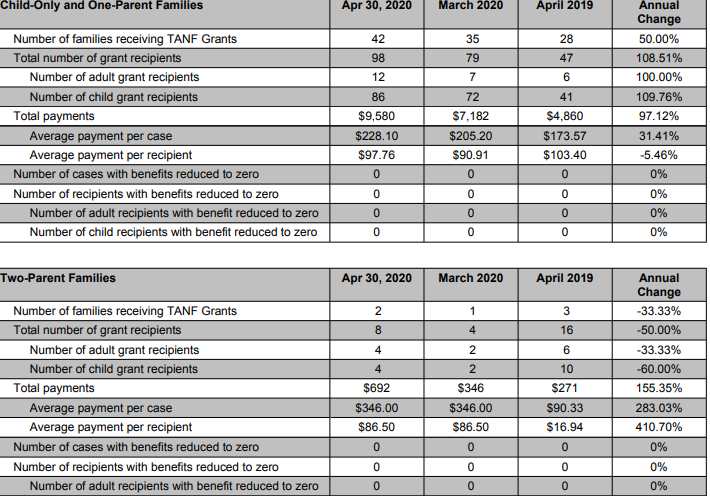 Child-Only and One-Parent Families Apr 30, 2020 March 2020 April 2019 Annual
Change
Number of families receiving TANF Grants 42 35 28 50.00%
Total number of grant recipients 98 79 47 108.51%
Number of adult grant recipients 12 7 6 100.00%
Number of child grant recipients 86 72 41 109.76%
Total payments $9,580 $7,182 $4,860 97.12%
Average payment per case $228.10 $205.20 $173.57 31.41%
Average payment per recipient $97.76 $90.91 $103.40 -5.46%
Number of cases with benefits reduced to zero 0 0 0 0%
Number of recipients with benefits reduced to zero 0 0 0 0%
Number of adult recipients with benefit reduced to zero 0 0 0 0%
Number of child recipients with benefit reduced to zero 0 0 0 0%
Two-Parent Families Apr 30, 2020 March 2020 April 2019 Annual
Change
Number of families receiving TANF Grants 2 1 3 -33.33%
Total number of grant recipients 8 4 16 -50.00%
Number of adult grant recipients 4 2 6 -33.33%
Number of child grant recipients 4 2 10 -60.00%
Total payments $692 $346 $271 155.35%
Average payment per case $346.00 $346.00 $90.33 283.03%
Average payment per recipient $86.50 $86.50 $16.94 410.70%
Number of cases with benefits reduced to zero 0 0 0 0%
Number of recipients with benefits reduced to zero 0 0 0 0%
Number of adult recipients with benefit reduced to zero 0 0 0 0%